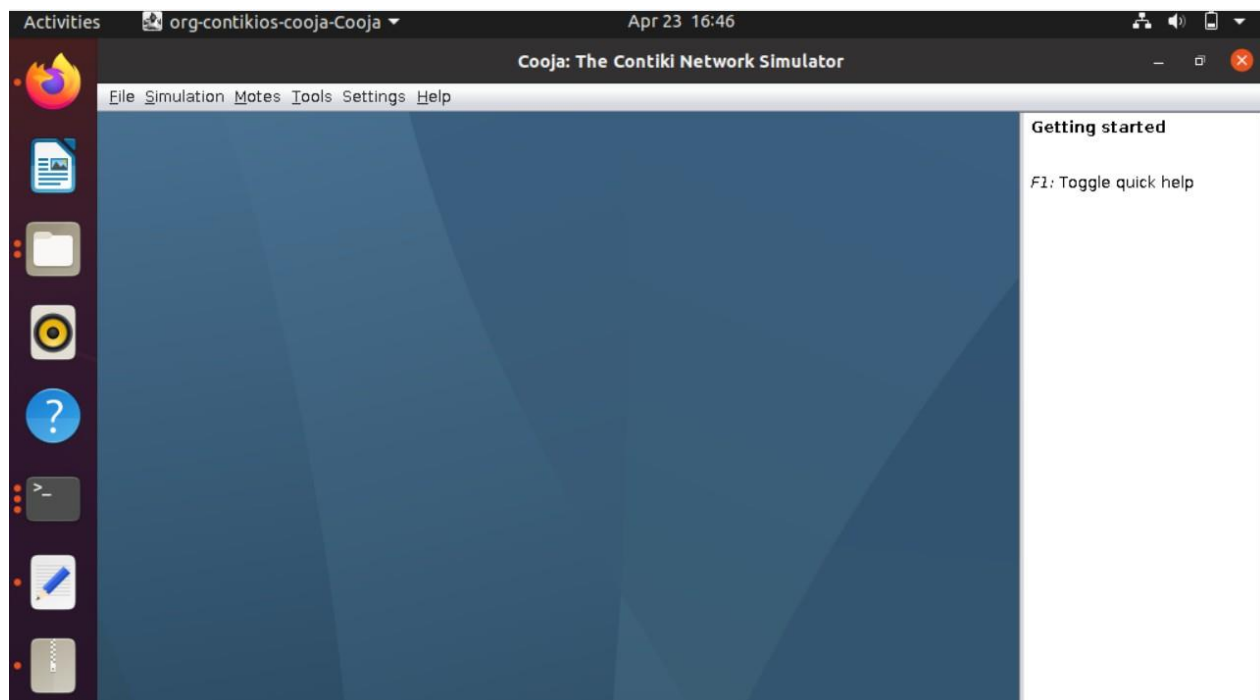 Activities org-contikios-cooja-Cooja Apr 23 16:46
Cooja: The Contiki Network Simulator
File Simulation Motes Tools Settings Help
Getting started
F1: Toggle quick help
?
>_